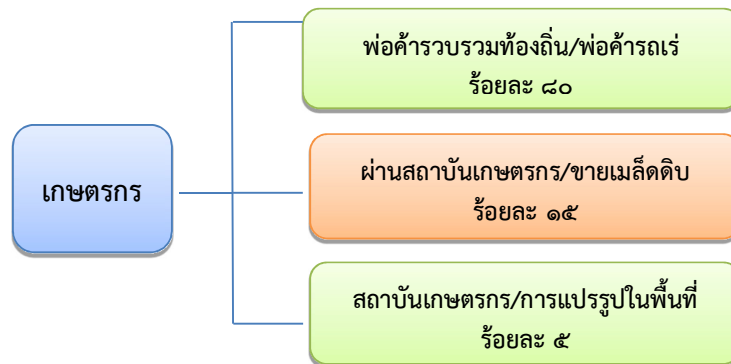 เกษตรกร
พ่อค้ารวบรวมท้องถิ่น/พ่อค้ารถเร่
ร้อยละ ๘๐
ผ่านสถาบันเกษตรกร/ขายเมล็ดดิบ
ร้อยละ ๑๕
สถาบันเกษตรกร/การแปรรูปในพื้นที่
ร้อยละ ๕